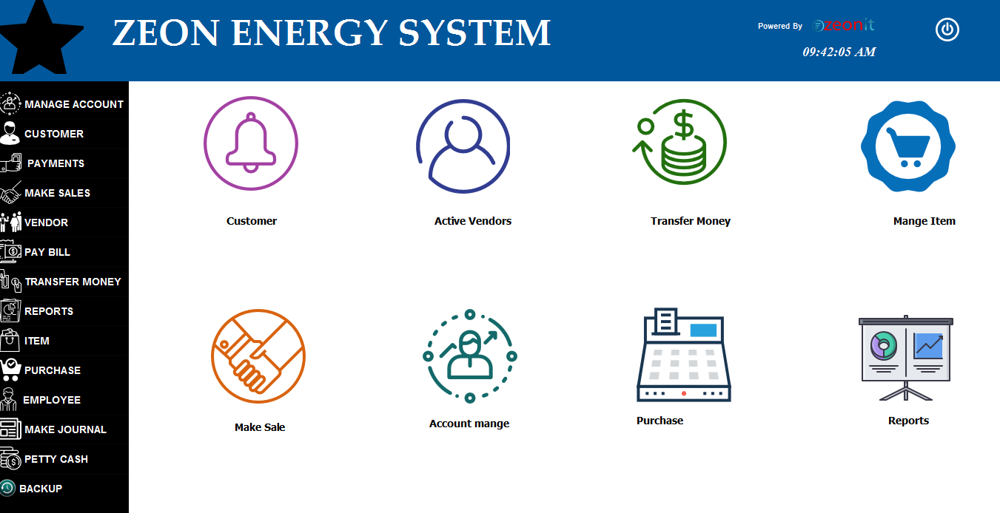 ZEON ENERGY SYSTEM
Powered By zeonit
09:42:05 AM
MANAGE ACCOUNT
CUSTOMER
PAYMENTS
MAKE SALES
VENDOR
PAY BILL
TRANSFER MONEY
REPORTS
ITEM
PURCHASE
EMPLOYEE
MAKE JOURNAL
PETTY CASH
BACKUP
Customer
Active Vendors
Transfer Money
Mange Item
Make Sale
Account mange
Purchase
Reports